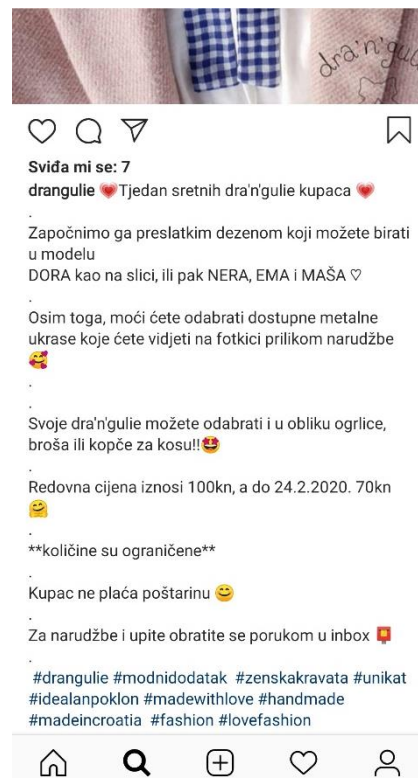 dra'n'gulie
Sviđa mi se: 7
drangulie 💗Tjedan sretnih dra'n'gulie kupaca 💗
.
Započnimo ga preslatkim dezenom koji možete birati
u modelu
DORA kao na slici, ili pak NERA, EMA i MAŠA ♡
.
Osim toga, moći ćete odabrati dostupne metalne
ukrase koje ćete vidjeti na fotkici prilikom narudžbe
🥰
.
.
Svoje dra'n'gulie možete odabrati i u obliku ogrlice,
broša ili kopče za kosu!!🤩
.
Redovna cijena iznosi 100kn, a do 24.2.2020. 70kn
🤗
.
**količine su ograničene**
.
Kupac ne plaća poštarinu 😊
.
Za narudžbe i upite obratite se porukom u inbox 📮
.
#drangulie #modnidodatak #zenskakravata #unikat
#idealanpoklon #madewithlove #handmade
#madeincroatia #fashion #lovefashion